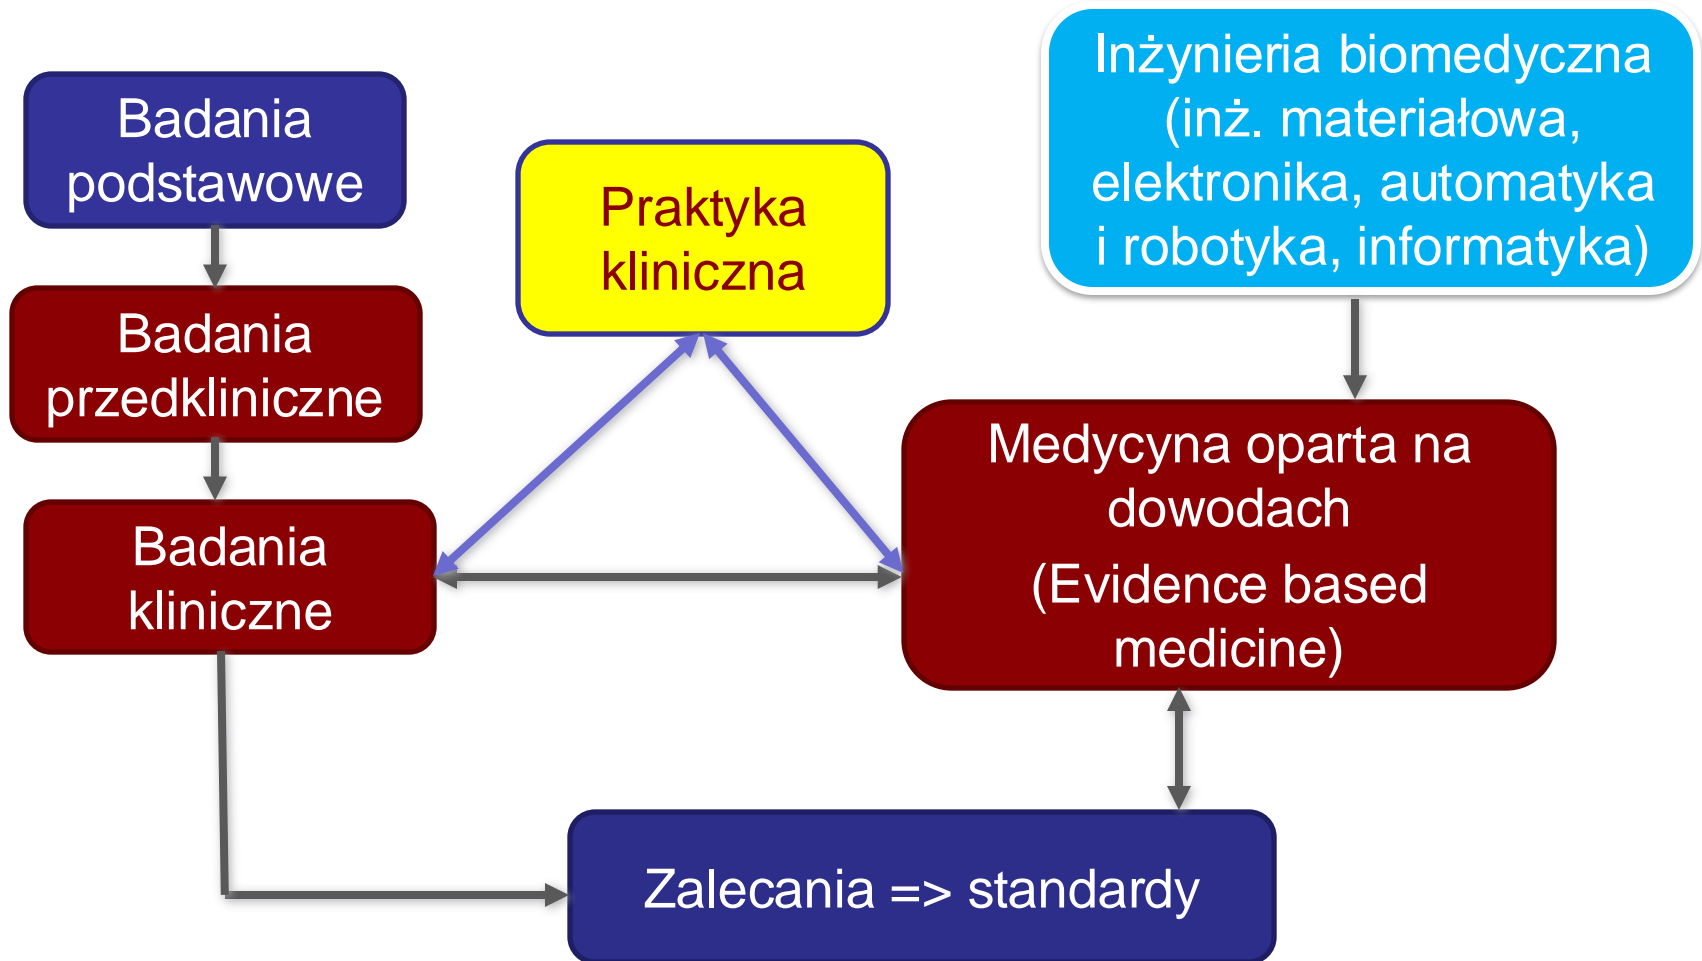 Badania
podstawowe
Badania
przedkliniczne
Badania
kliniczne
Praktyka
kliniczna
Inżynieria biomedyczna
(inż. materiałowa,
elektronika, automatyka
i robotyka, informatyka)
Medycyna oparta na
dowodach
(Evidence based
medicine)
Zalecania => standardy